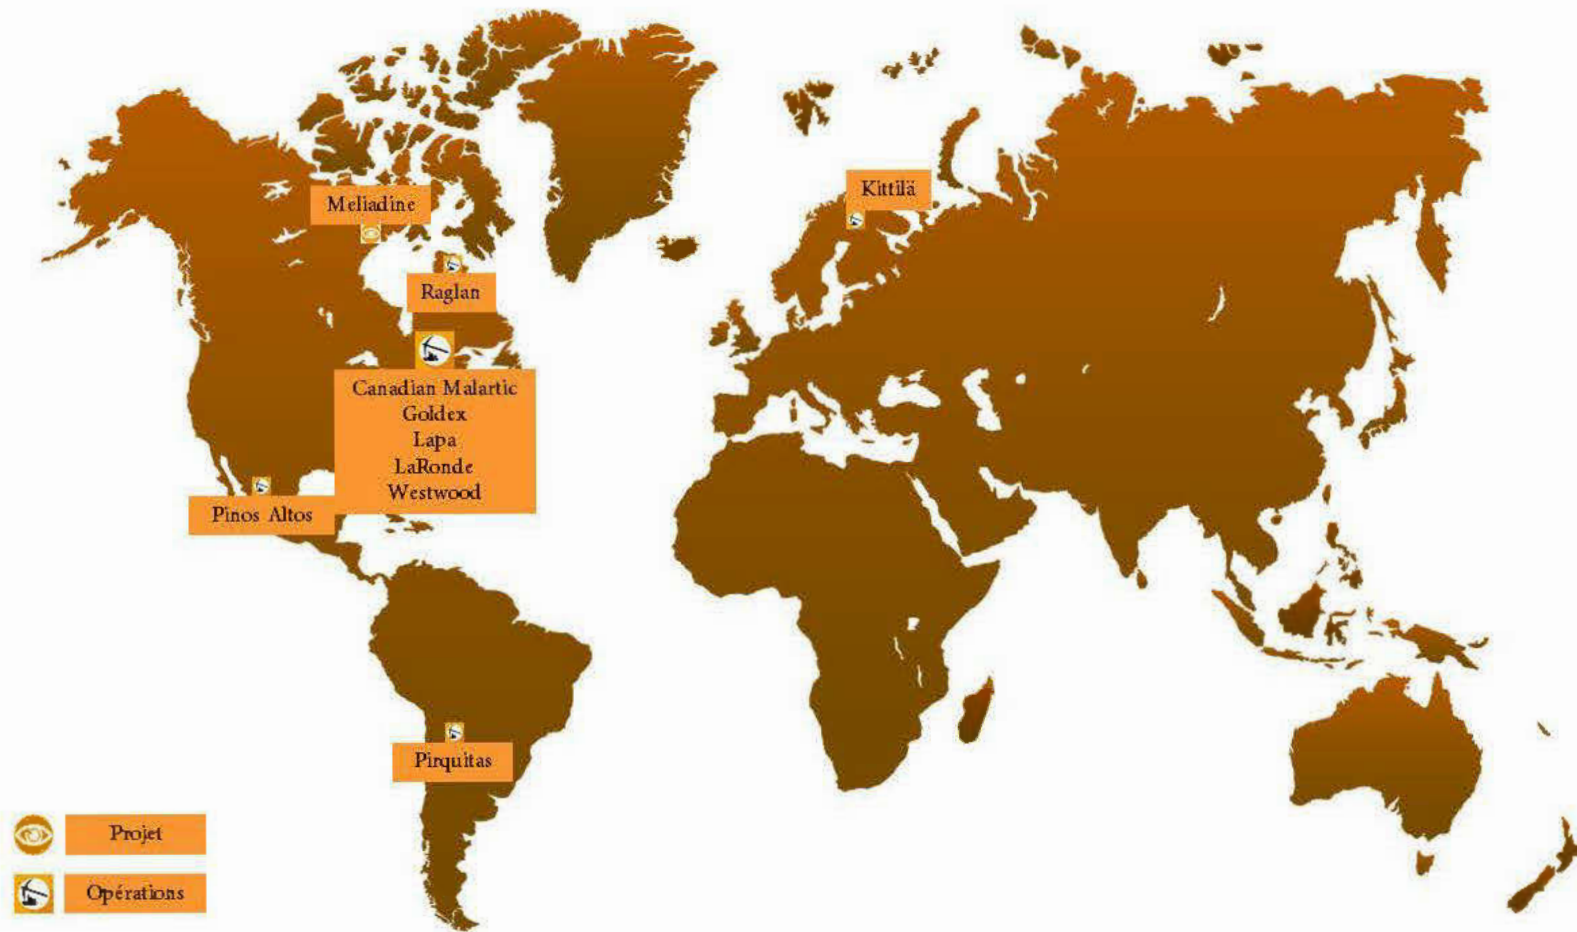 Kittilä
Meliadine
Raglan
Canadian Malartic
Goldex
Lapa
LaRonde
Westwood
Pinos Altos
Pirquitas
Projet
Opérations